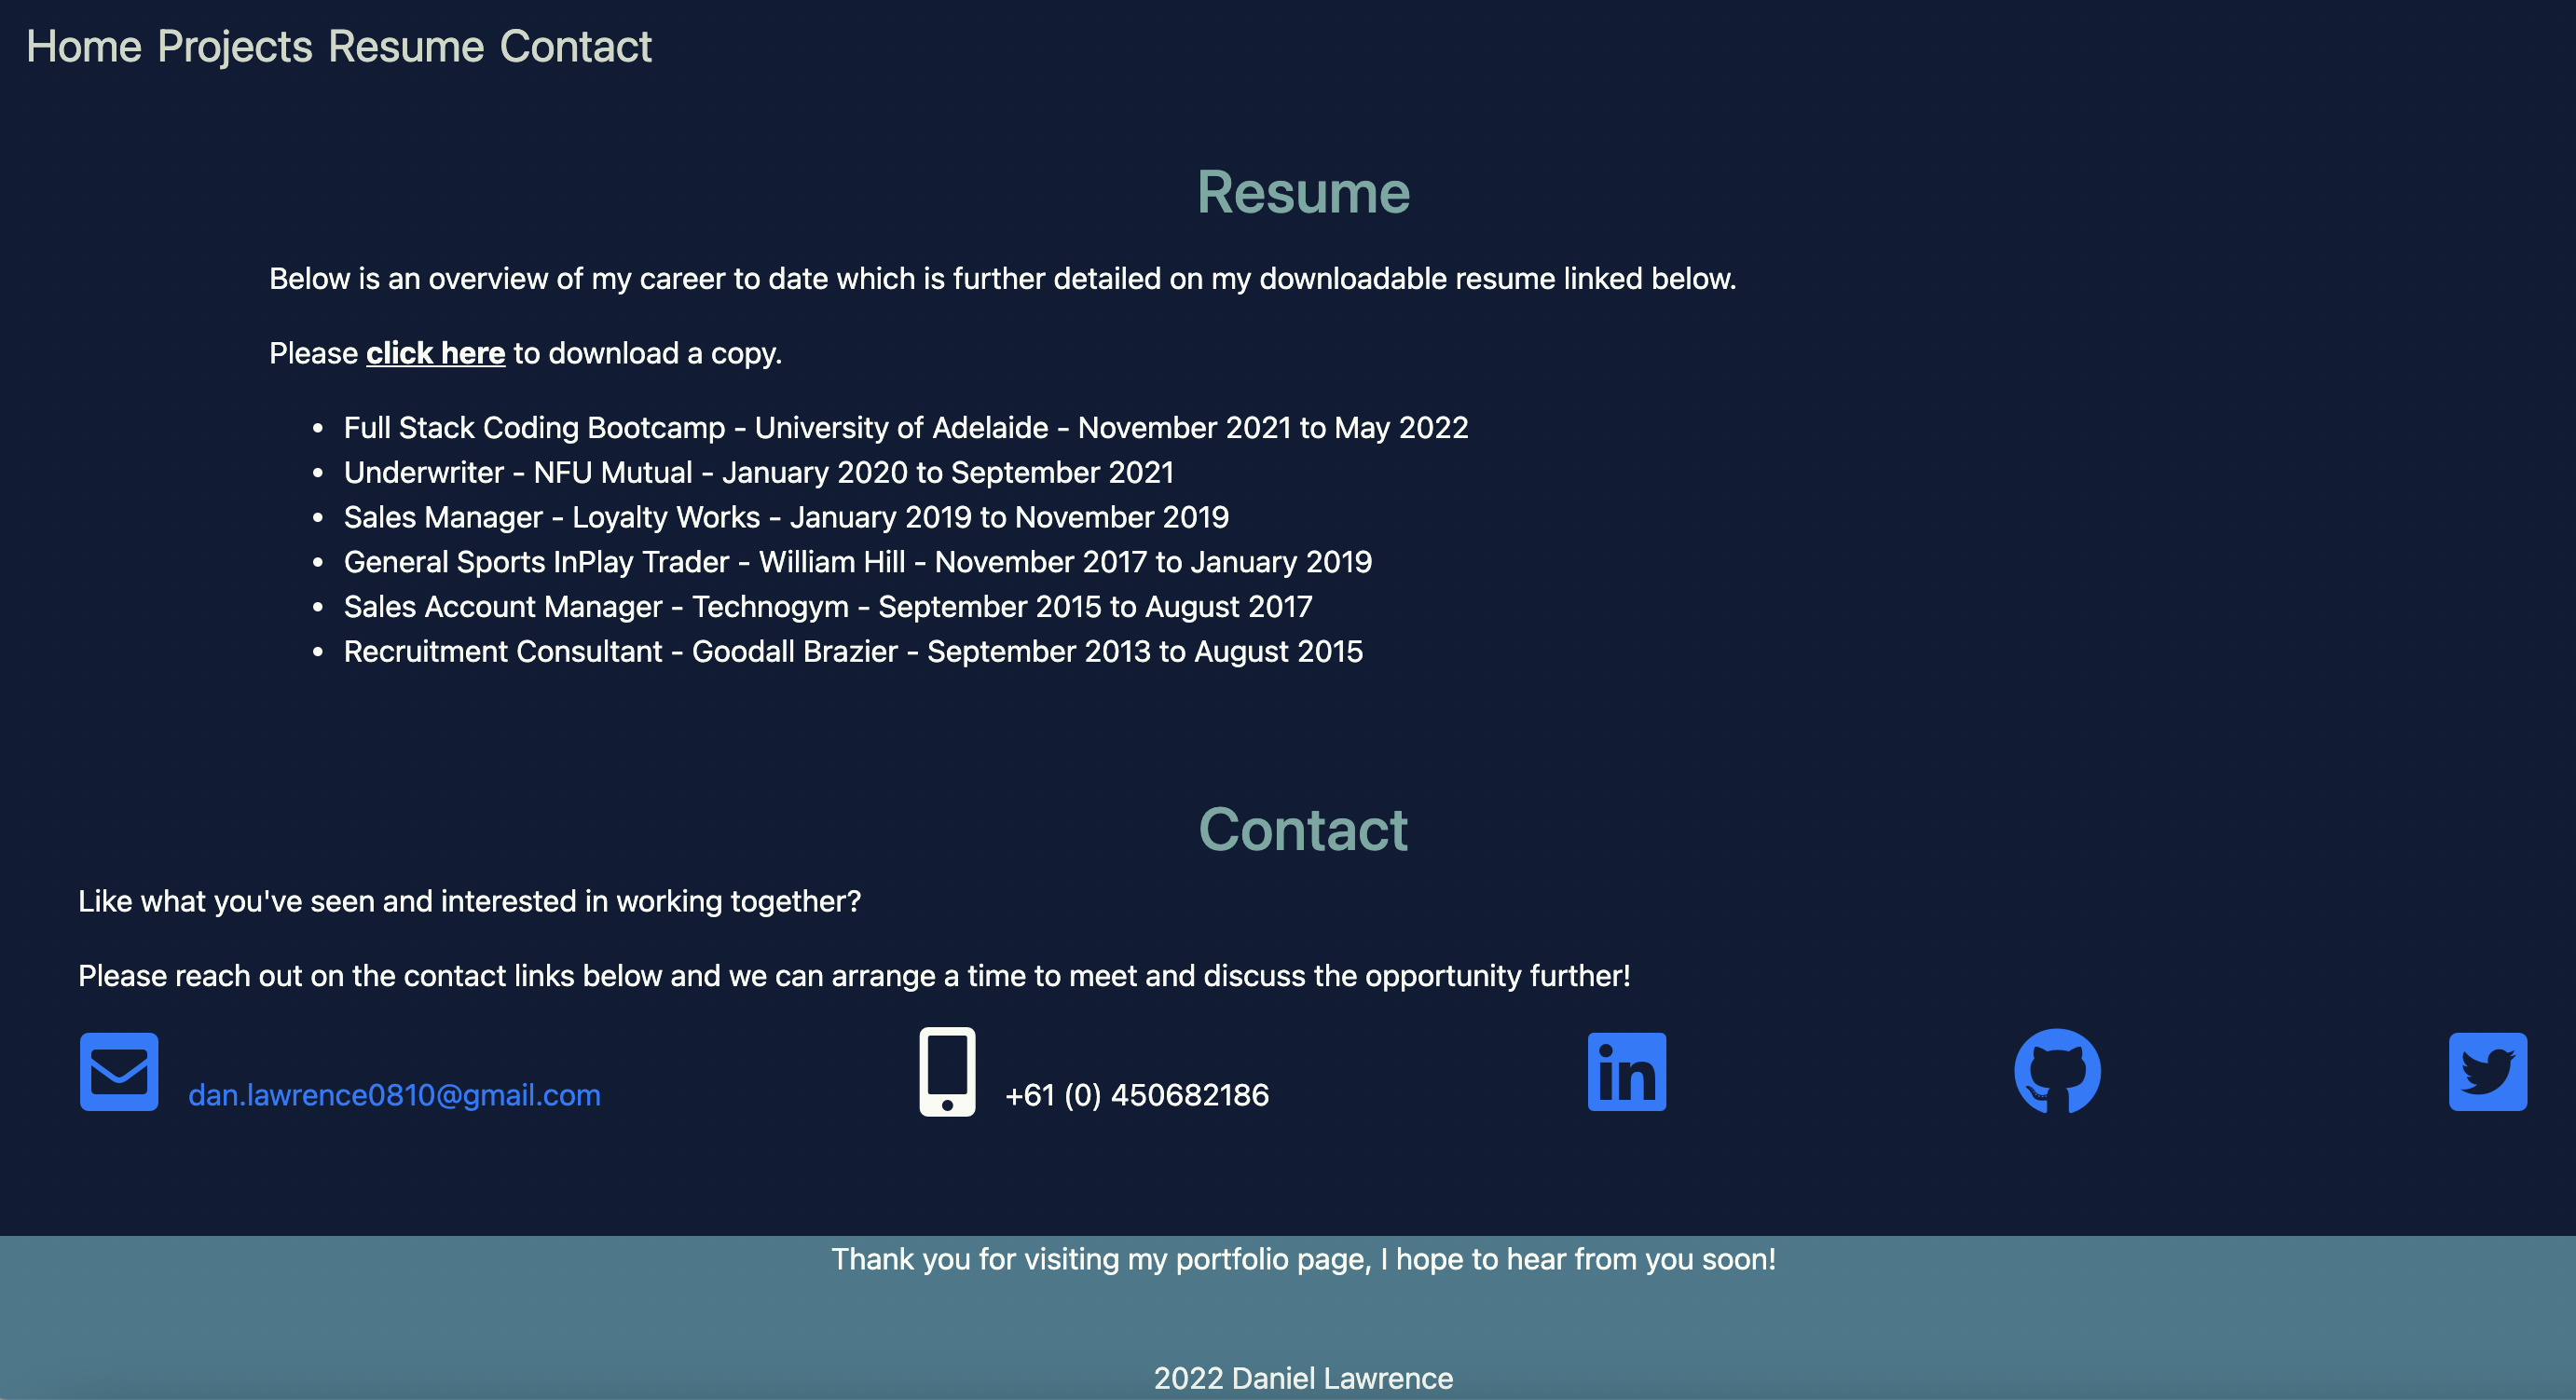 Home Projects Resume Contact
Resume
Below is an overview of my career to date which is further detailed on my downloadable resume linked below.
Please click here to download a copy.
• Full Stack Coding Bootcamp - University of Adelaide - November 2021 to May 2022
• Underwriter - NFU Mutual - January 2020 to September 2021
• Sales Manager - Loyalty Works - January 2019 to November 2019
• General Sports InPlay Trader - William Hill - November 2017 to January 2019
• Sales Account Manager - Technogym - September 2015 to August 2017
• Recruitment Consultant - Goodall Brazier - September 2013 to August 2015
Contact
Like what you've seen and interested in working together?
Please reach out on the contact links below and we can arrange a time to meet and discuss the opportunity further!
dan.lawrence0810@gmail.com +61 (0) 450682186 in
Thank you for visiting my portfolio page, I hope to hear from you soon!
2022 Daniel Lawrence